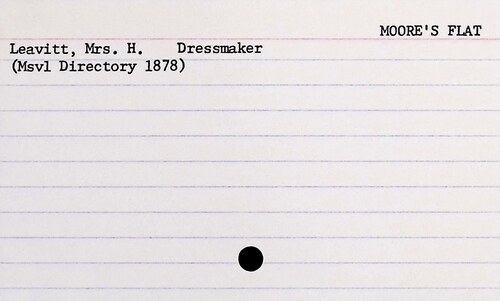 MOORE'S FLAT
Leavitt, Mrs. H. Dressmaker
(Msvl Directory 1878)